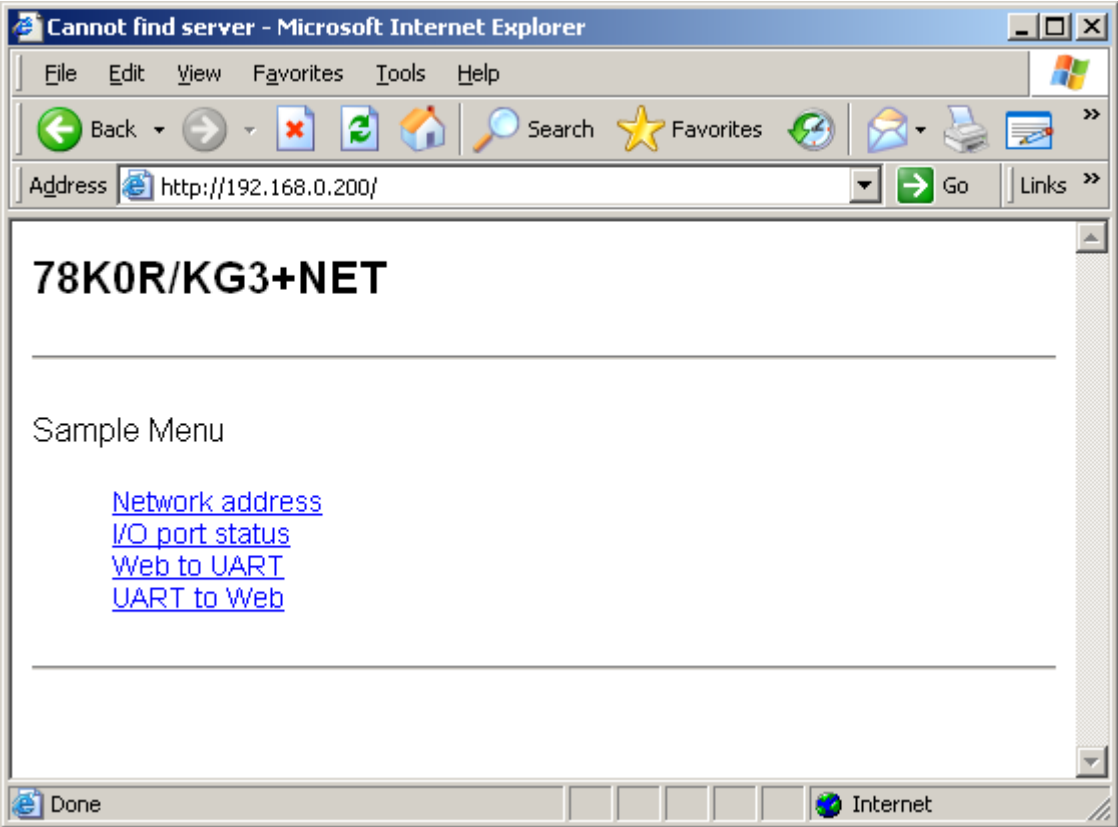 Cannot find server - Microsoft Internet Explorer
File Edit View Favorites Tools Help
Back Search Favorites »
Address http://192.168.0.200/ Go Links »
78K0R/KG3+NET
Sample Menu
Network address
I/O port status
Web to UART
UART to Web
Done Internet